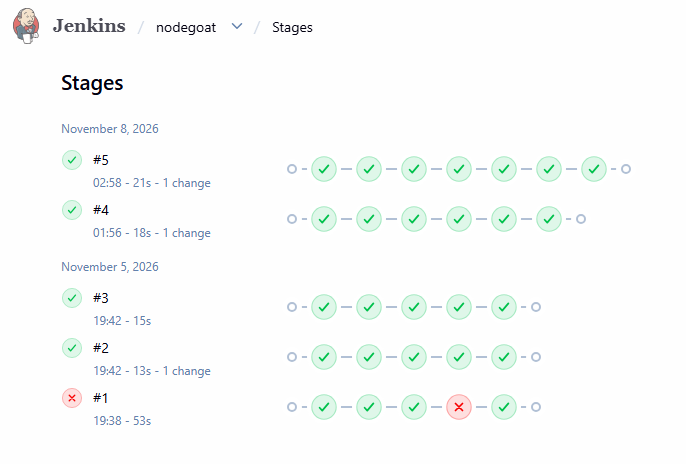 Jenkins / nodegoat / Stages
Stages
November 8, 2026
#5
02:58 - 21s - 1 change
#4
01:56 - 18s - 1 change
November 5, 2026
#3
19:42 - 15s
#2
19:42 - 13s - 1 change
#1
19:38 - 53s